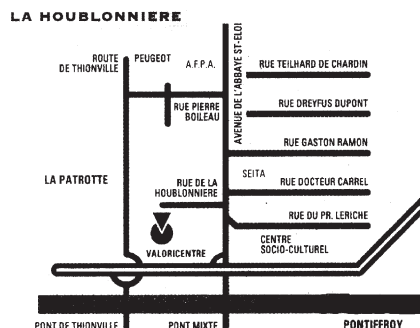 LA HOUBLONNIERE
ROUTE
DE THIONVILLE
PEUGEOT
A.F.P.A.
AVENUE DE L'ABBAYE ST-ELOI
RUE TEILHARD DE CHARDIN
RUE PIERRE
BOILEAU
RUE DREYFUS DUPONT
RUE GASTON RAMON
LA PATROTTE
RUE DE LA
HOUBLONNIERE
SEITA
RUE DOCTEUR CARREL
RUE DU PR. LERICHE
VALORICENTRE
CENTRE
SOCIO-CULTUREL
PONT DE THIONVILLE
PONT MIXTE
PONTIFFROY